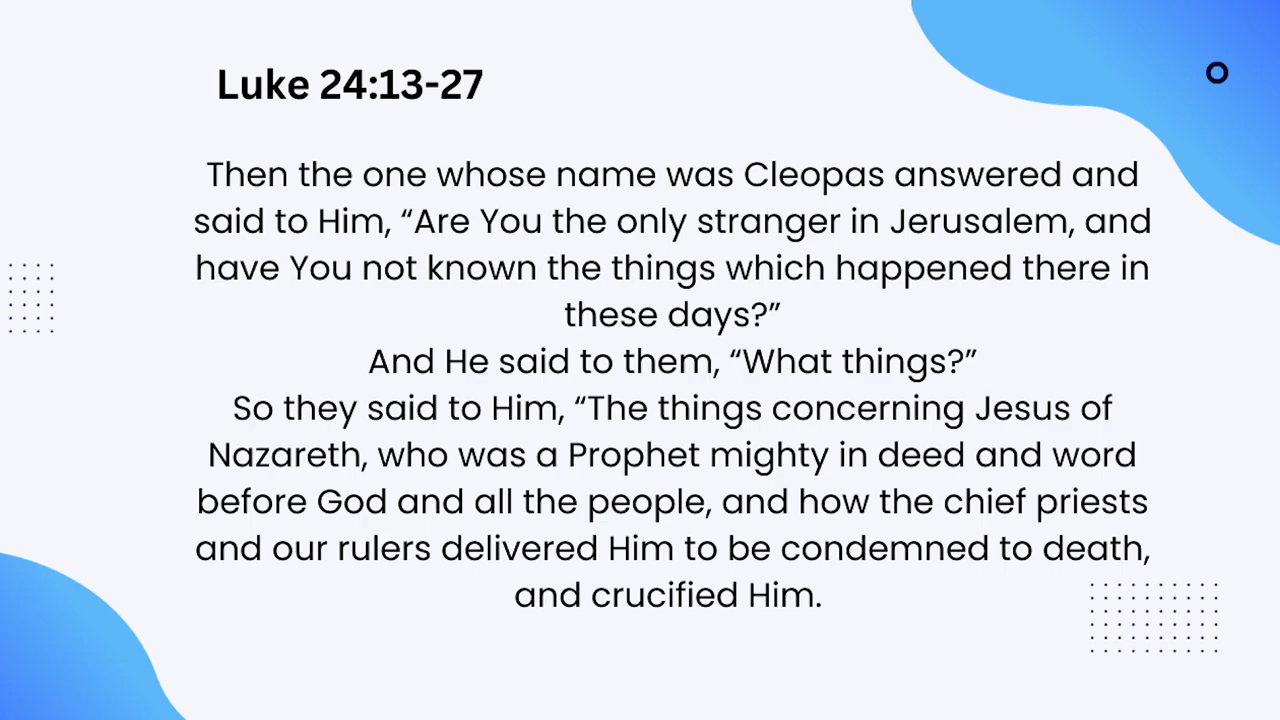 Luke 24:13-27
Then the one whose name was Cleopas answered and
said to Him, “Are You the only stranger in Jerusalem, and
have You not known the things which happened there in
these days?”
And He said to them, “What things?”
So they said to Him, “The things concerning Jesus of
Nazareth, who was a Prophet mighty in deed and word
before God and all the people, and how the chief priests
and our rulers delivered Him to be condemned to death,
and crucified Him.